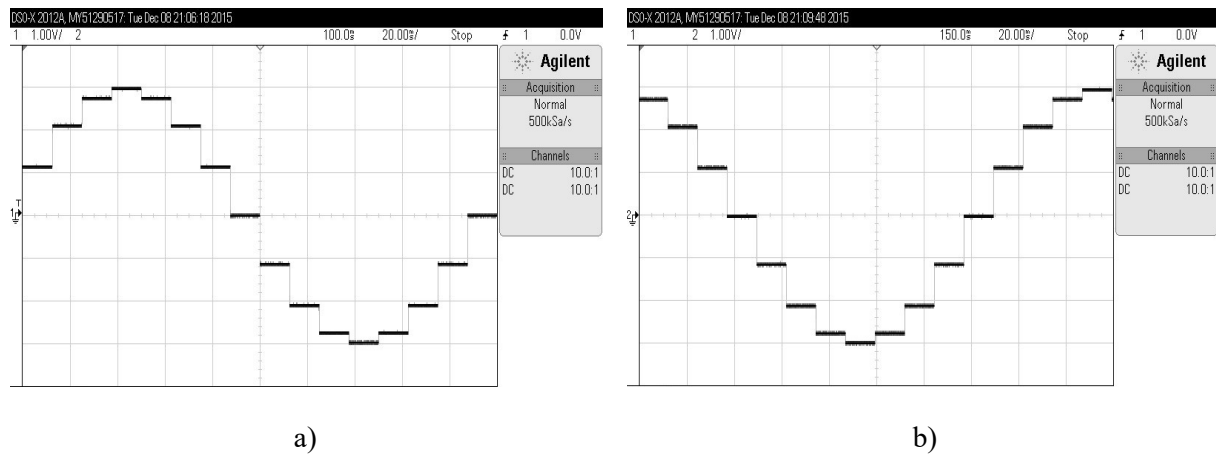 DSO-X 2012A, MY51290517: Tue Dec 08 21:06:18 2015
1 1.00V/ 2 100.0s 20.00s/ Stop 1 0.0V
Agilent
Acquisition
Normal
500kSa/s
Channels
DC 10.0:1
DC 10.0:1
T
1
a)
DSO-X 2012A, MY51290517: Tue Dec 08 21:09:48 2015
1 2 1.00V/ 150.0s 20.00s/ Stop 1 0.0V
Agilent
Acquisition
Normal
500kSa/s
Channels
DC 10.0:1
DC 10.0:1
2
b)